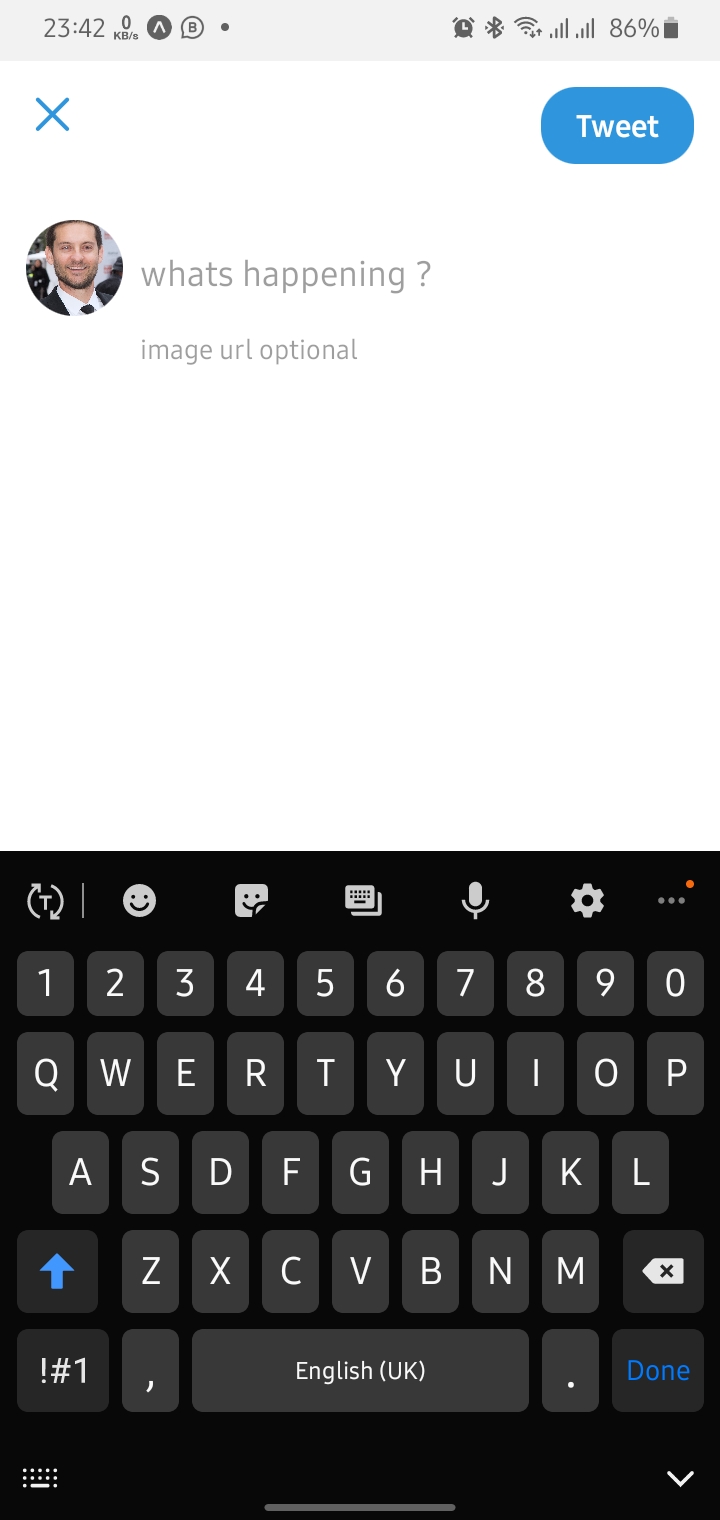 23:42 0 KB/s B 86%
Tweet
whats happening ?
image url optional
T
1 2 3 4 5 6 7 8 9 0
Q W E R T Y U I O P
A S D F G H J K L
Z X C V B N M
!#1 , English (UK) . Done